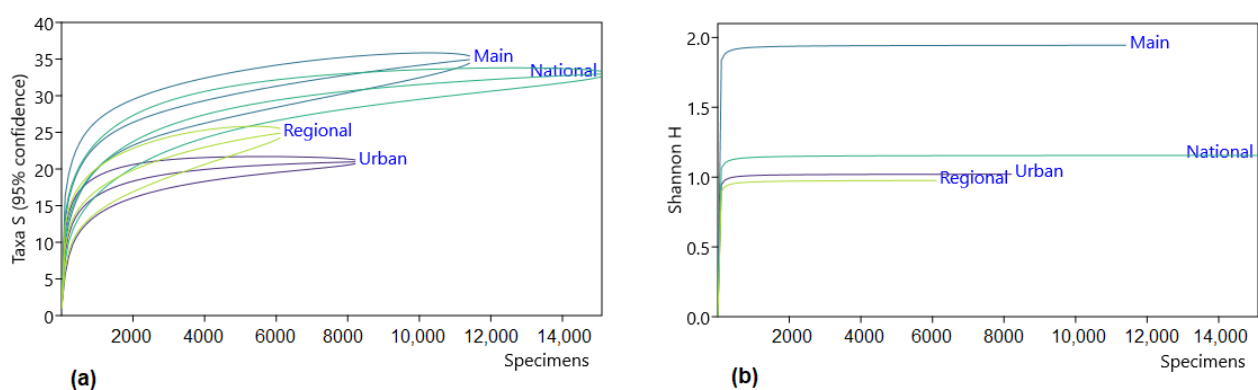 Taxa S (95% confidence)
40
35
30
25
20
15
10
5
0
Main
National
Regional
Urban
2000
4000
6000
8000
10,000
12,000
14,000
Specimens
(a)
Shannon H
2.0
1.5
1.0
0.5
0.0
Main
National
Urban
Regional
2000
4000
6000
8000
10,000
12,000
14,000
Specimens
(b)